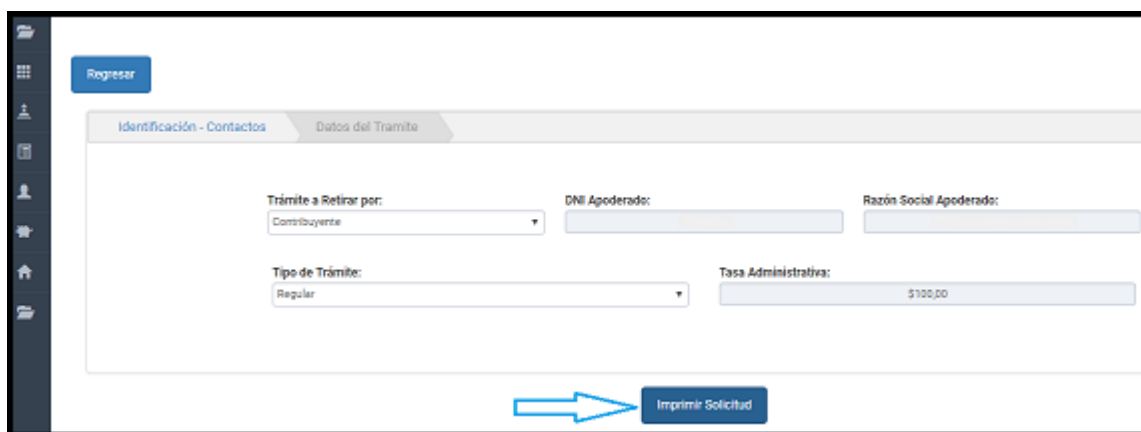 Regresar
Identificación - Contactos Datos del Tramite
Trámite a Retirar por: DNI Apoderado: Razón Social Apoderado:
Contribuyente
Tipo de Trámite: Tasa Administrativa:
Regular $100,00
Imprimir Solicitud